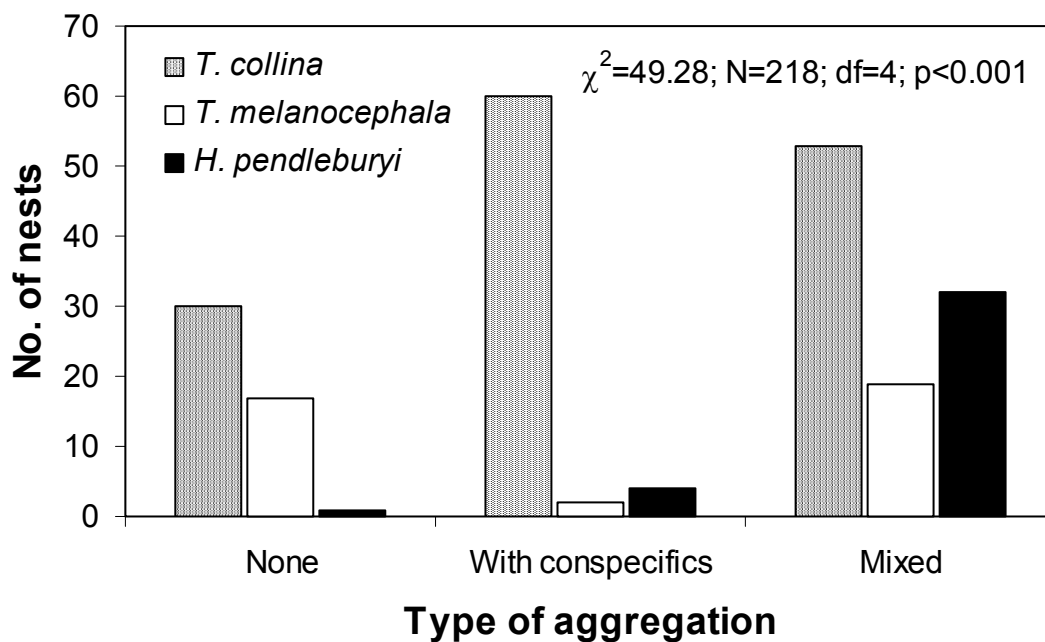 70
60
50
40
30
20
10
0
No. of nests
T. collina
T. melanocephala
H. pendleburyi
χ²=49.28; N=218; df=4; p<0.001
None With conspecifics Mixed
Type of aggregation